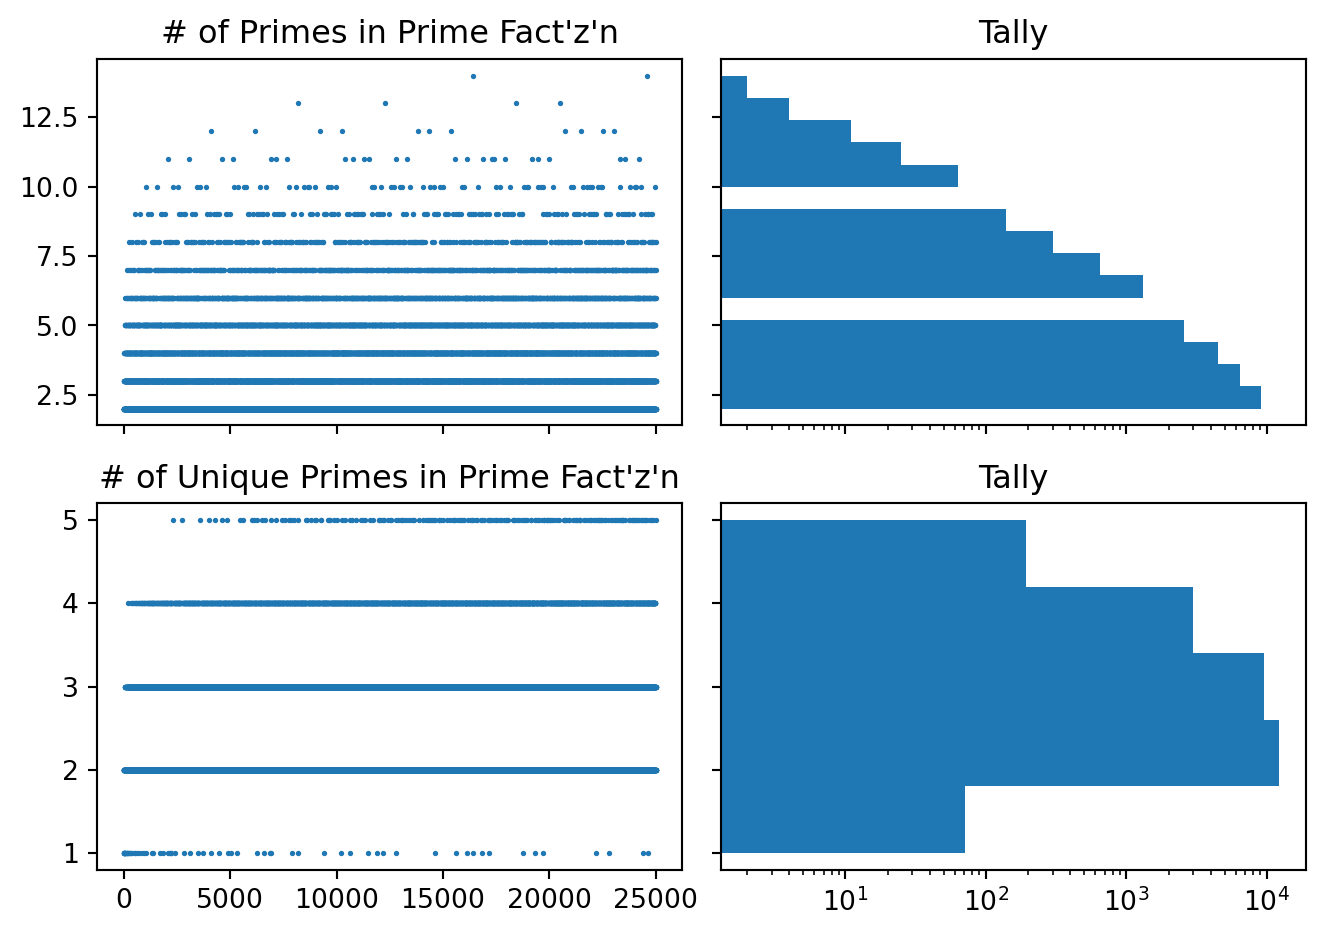 # of Primes in Prime Fact'z'n
Tally
12.5
10.0
7.5
5.0
2.5
# of Unique Primes in Prime Fact'z'n
Tally
5
4
3
2
1
0 5000 10000 15000 20000 25000
10¹ 10² 10³ 10⁴